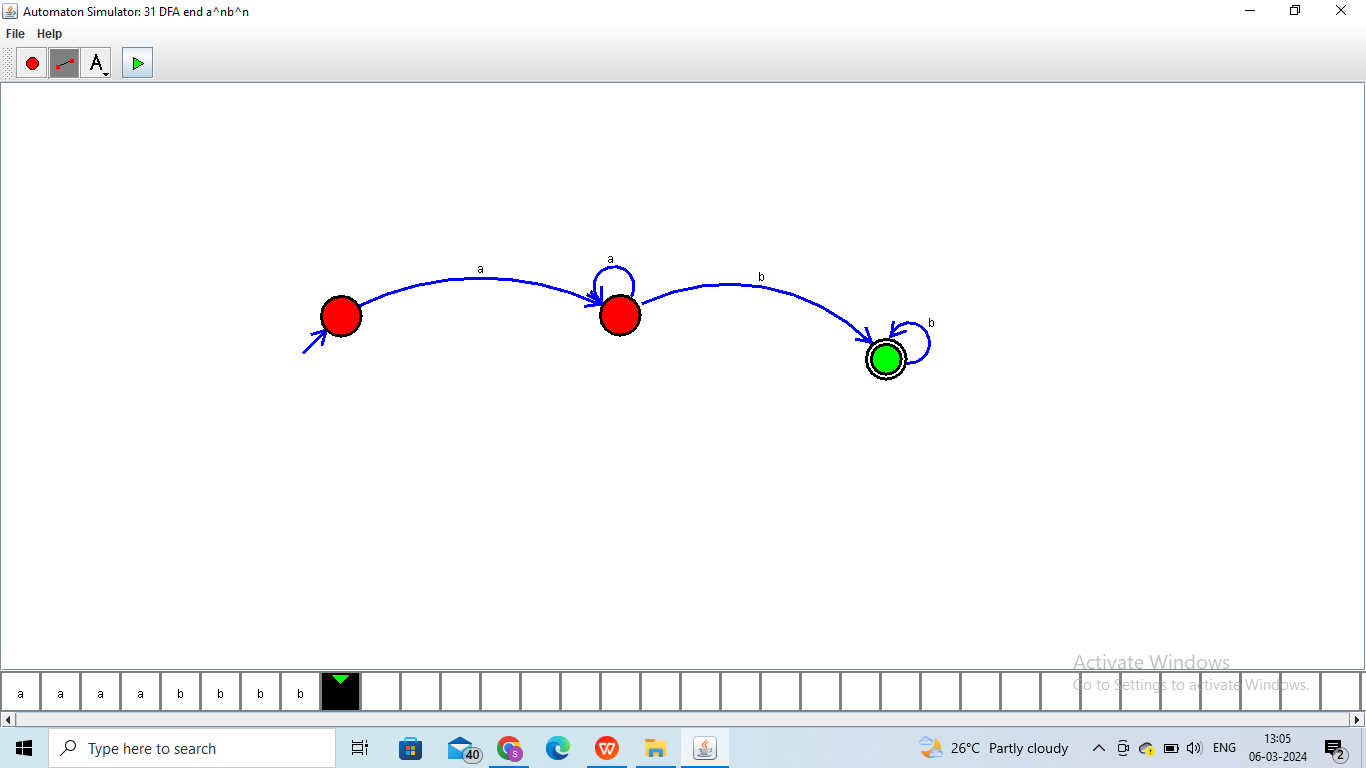 Automaton Simulator: 31 DFA end a^nb^n
File Help
A
a
a
b
b
a a a a b b b b
Activate Windows
Go to Settings to activate Windows.
Type here to search
40
S
W
26°C Partly cloudy
ENG
13:05
06-03-2024
2